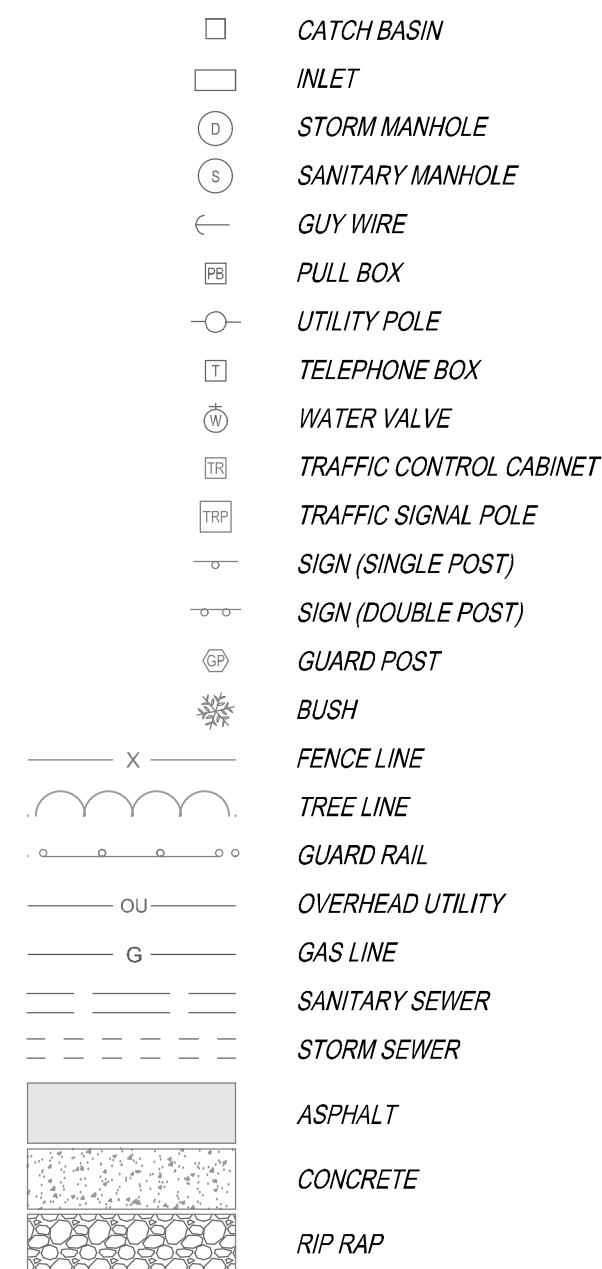 CATCH BASIN
INLET
D STORM MANHOLE
S SANITARY MANHOLE
GUY WIRE
PB PULL BOX
UTILITY POLE
T TELEPHONE BOX
W WATER VALVE
TR TRAFFIC CONTROL CABINET
TRP TRAFFIC SIGNAL POLE
SIGN (SINGLE POST)
SIGN (DOUBLE POST)
GP GUARD POST
BUSH
X FENCE LINE
TREE LINE
GUARD RAIL
OU OVERHEAD UTILITY
G GAS LINE
SANITARY SEWER
STORM SEWER
ASPHALT
CONCRETE
RIP RAP